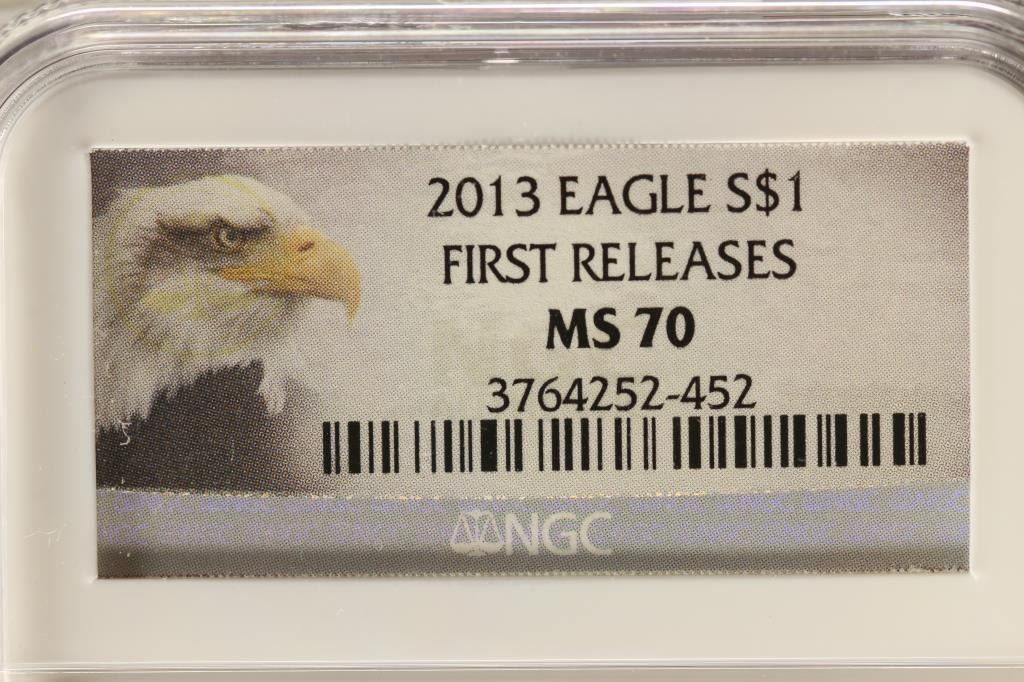 2013 EAGLE S$1
FIRST RELEASES
MS 70
3764252-452
NGC